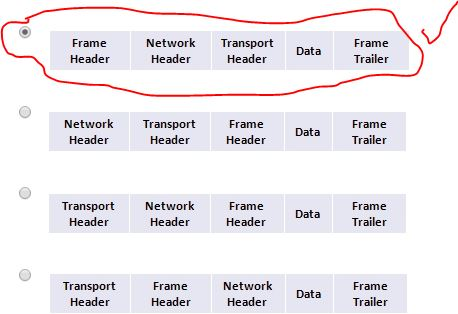 Frame Header Network Header Transport Header Data Frame Trailer
Network Header Transport Header Frame Header Data Frame Trailer
Transport Header Network Header Frame Header Data Frame Trailer
Transport Header Frame Header Network Header Data Frame Trailer